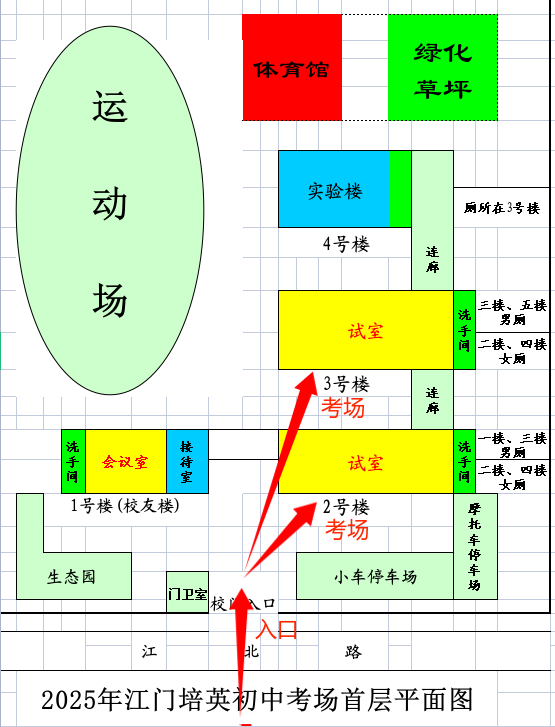 体育馆
绿化
草坪
运
动
场
实验楼
厕所在3号楼
4号楼
连
廊
试室
洗
手
间
三楼、五楼
男厕
二楼、四楼
女厕
3号楼
考场
连
廊
洗
手
间
会议室
接
待
室
试室
洗
手
间
一楼、三楼
男厕
二楼、四楼
女厕
1号楼(校友楼)
2号楼
考场
摩
托
车
停
车
场
生态园
门卫室
小车停车场
校门入口
入口
江 北 路
2025年江门培英初中考场首层平面图